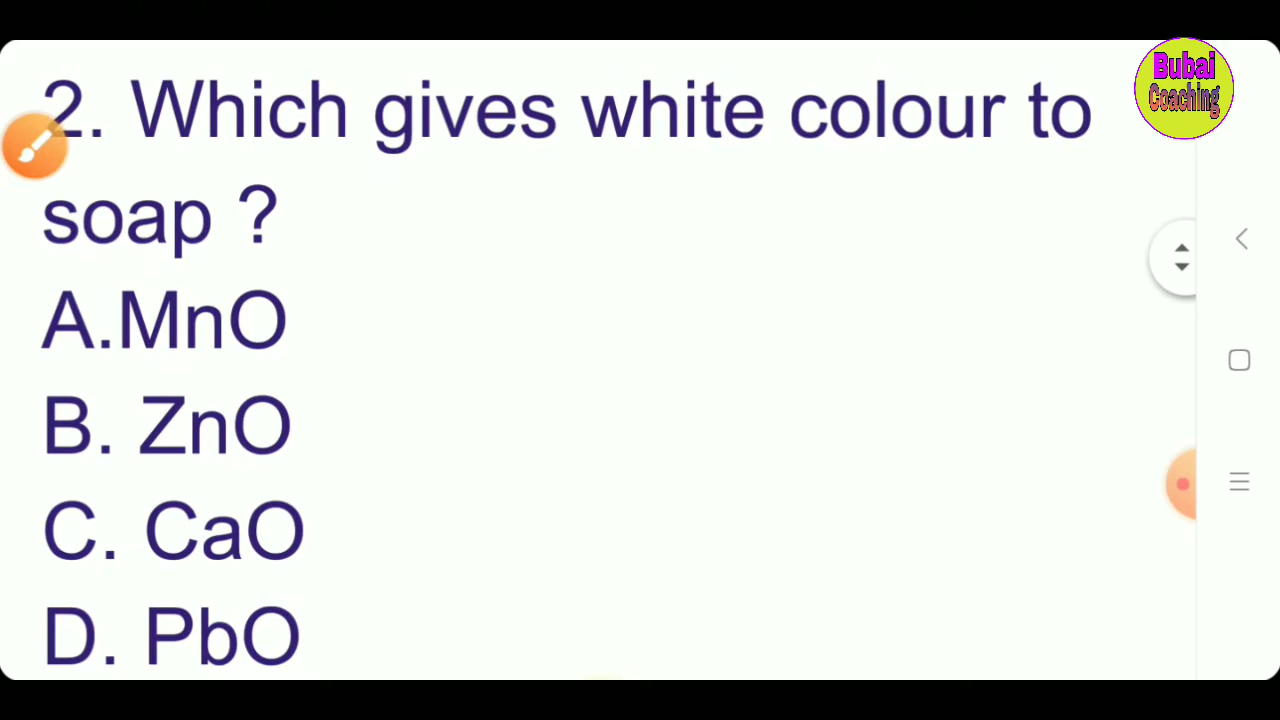 Bubai
Coaching
2. Which gives white colour to
soap ?
A.MnO
B. ZnO
C. CaO
D. PbO